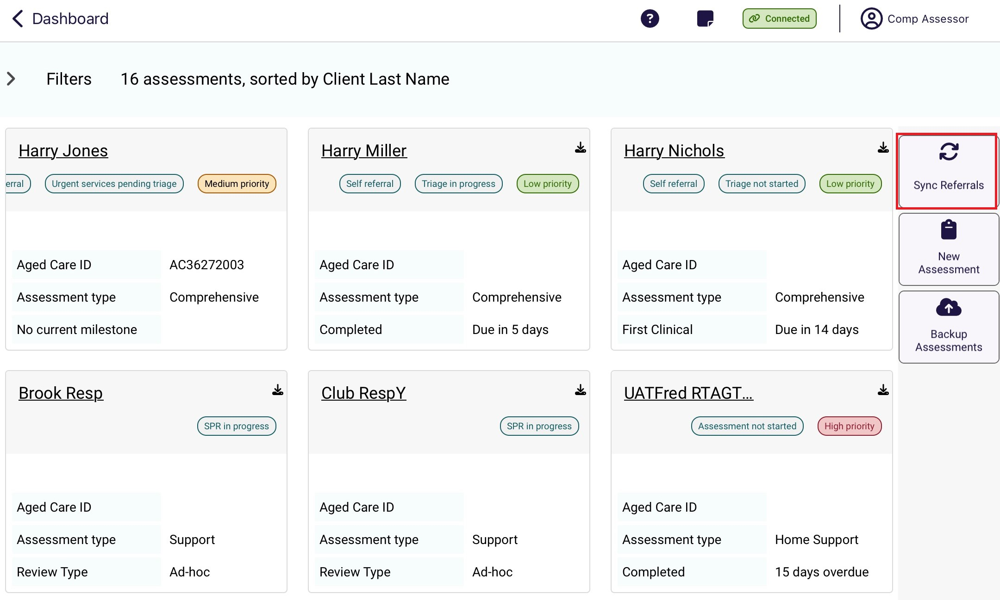 Dashboard
?
Connected
Comp Assessor
Filters
16 assessments, sorted by Client Last Name
Harry Jones
erral
Urgent services pending triage
Medium priority
Aged Care ID
AC36272003
Assessment type
Comprehensive
No current milestone
Harry Miller
Self referral
Triage in progress
Low priority
Aged Care ID
Assessment type
Comprehensive
Completed
Due in 5 days
Harry Nichols
Self referral
Triage not started
Low priority
Aged Care ID
Assessment type
Comprehensive
First Clinical
Due in 14 days
Sync Referrals
New
Assessment
Backup
Assessments
Brook Resp
SPR in progress
Aged Care ID
Assessment type
Support
Review Type
Ad-hoc
Club RespY
SPR in progress
Aged Care ID
Assessment type
Support
Review Type
Ad-hoc
UATFred RTAGT...
Assessment not started
High priority
Aged Care ID
Assessment type
Home Support
Completed
15 days overdue